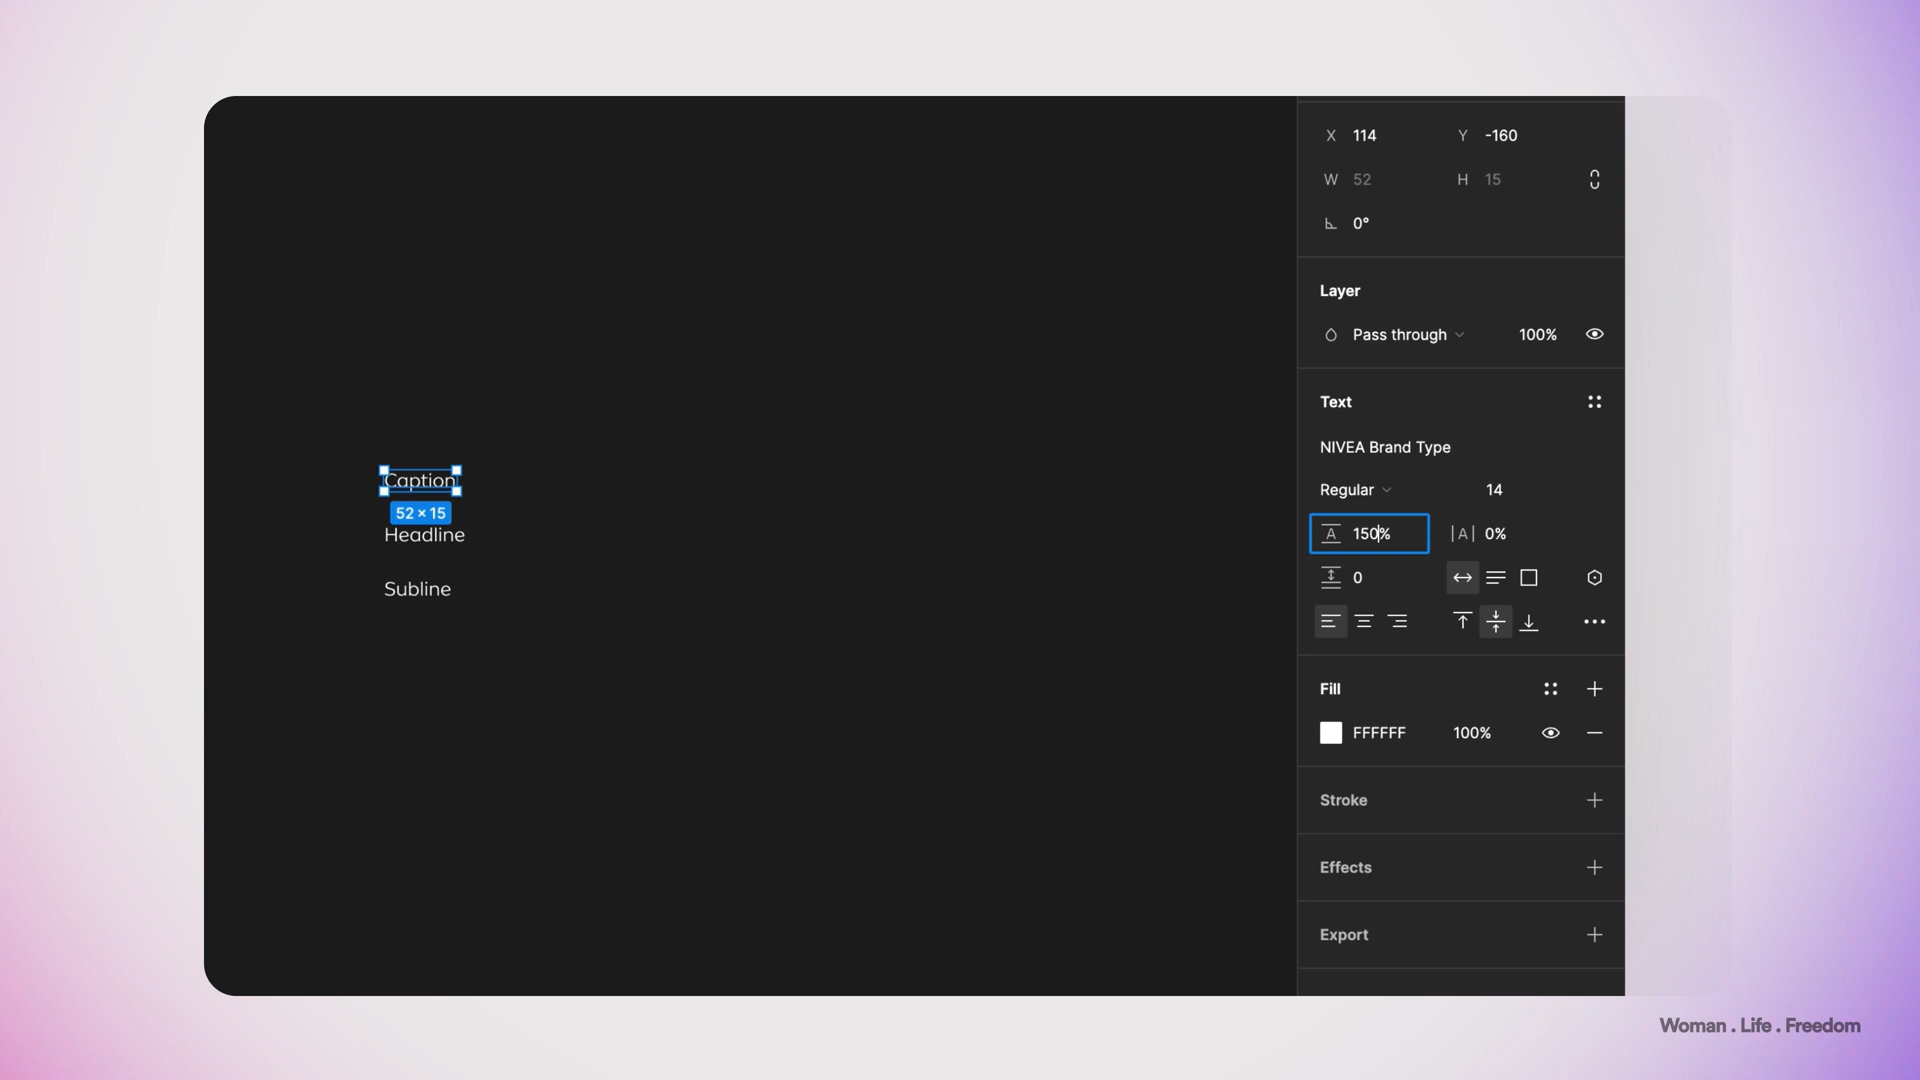 X 114 Y -160
W 52 H 15
0°
Layer
Pass through 100%
Text
NIVEA Brand Type
Regular 14
A 150% |A| 0%
0
Fill
FFFFFF 100%
Stroke
Effects
Export
Caption
52 × 15
Headline
Subline
Woman . Life . Freedom